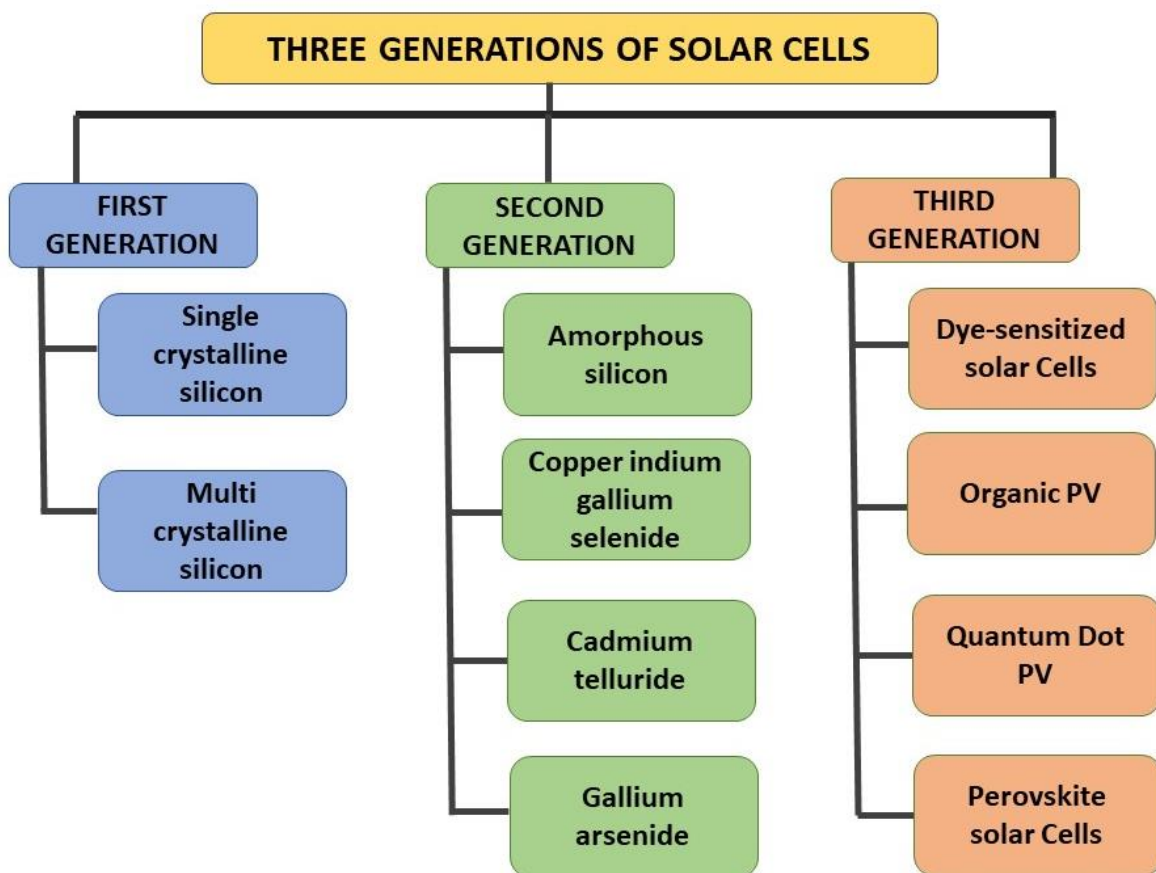 THREE GENERATIONS OF SOLAR CELLS
FIRST
GENERATION
Single
crystalline
silicon
Multi
crystalline
silicon
SECOND
GENERATION
Amorphous
silicon
Copper indium
gallium
selenide
Cadmium
telluride
Gallium
arsenide
THIRD
GENERATION
Dye-sensitized
solar Cells
Organic PV
Quantum Dot
PV
Perovskite
solar Cells